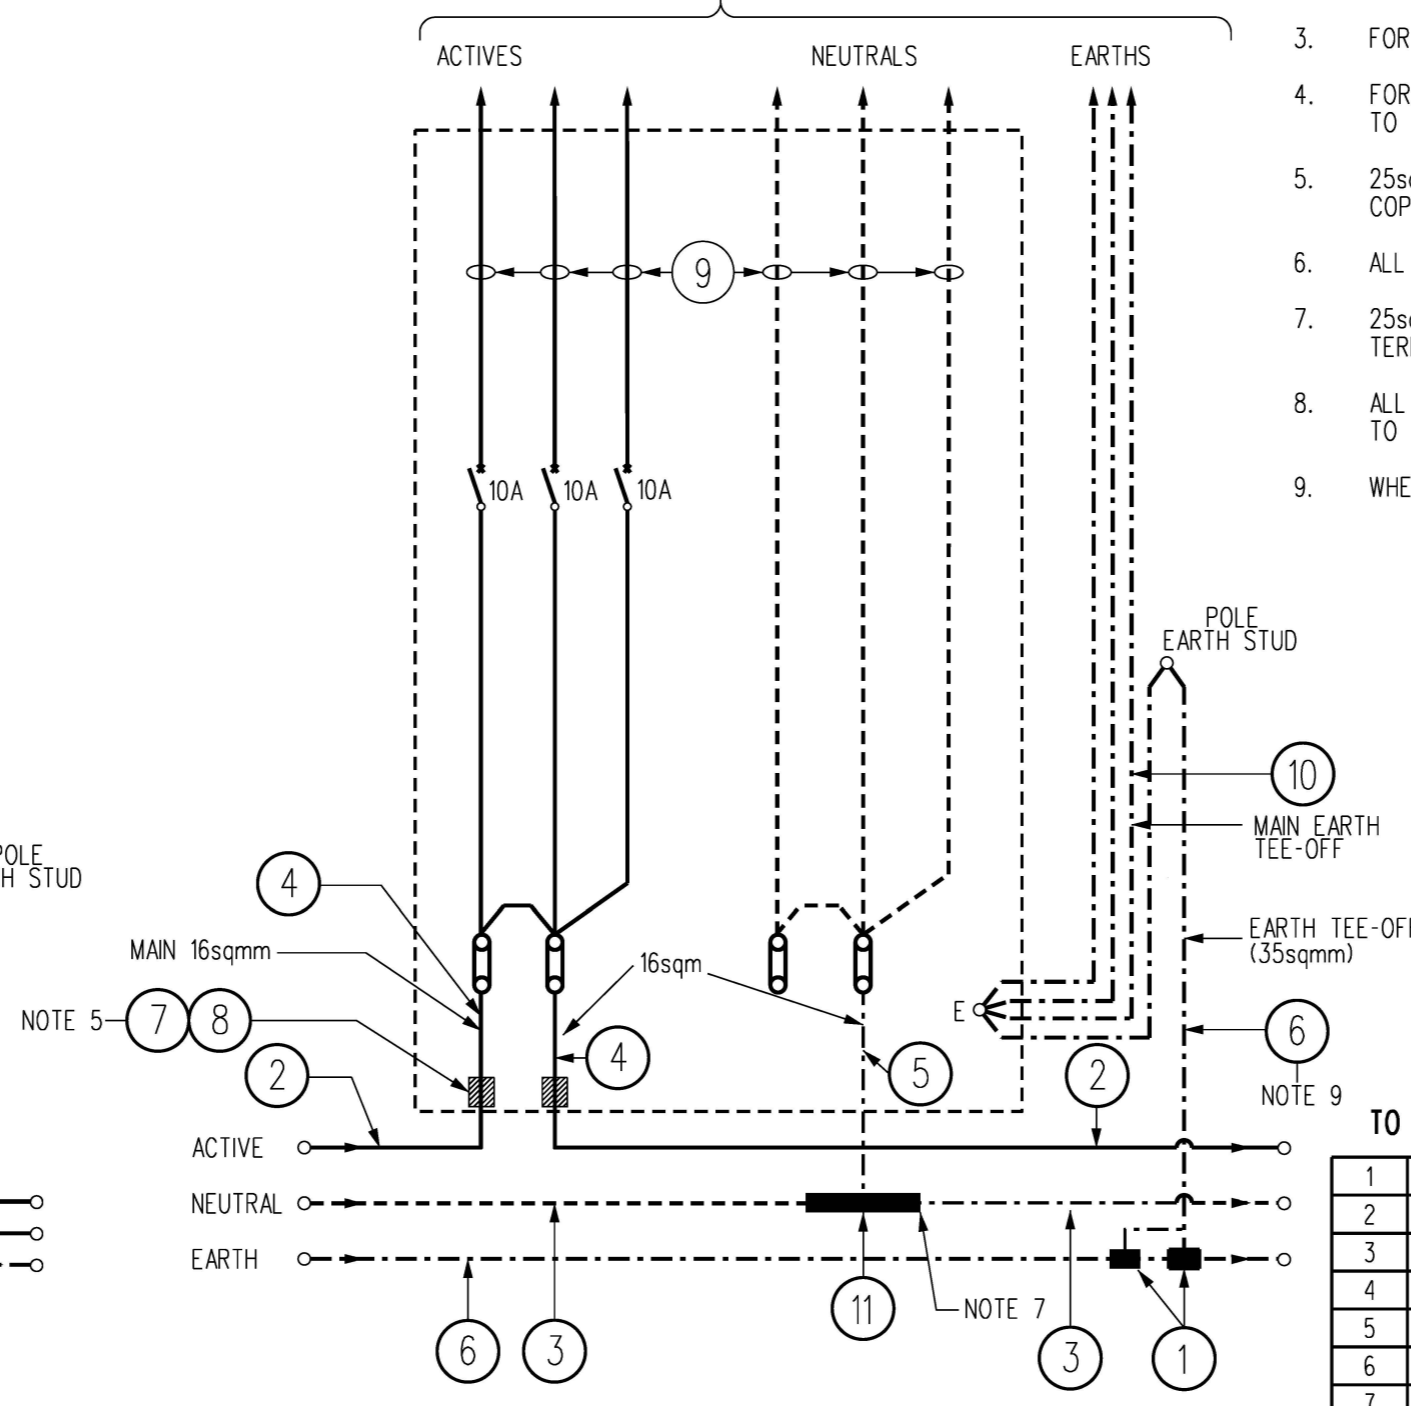 ACTIVES NEUTRALS EARTHS
3. FOR
4. FOR
TO
5.
COP
6. ALL
7.
8. ALL
TO
9. WHE
9
10A 10A 10A
POLE
EARTH STUD
10
MAIN EARTH
TEE-OFF
POLE
H STUD
4
MAIN 16sqmm
16sqm
EARTH TEE-OFF
(35sqmm)
E
NOTE 5 7 8
6
NOTE 9
2
4
5
2
ACTIVE
NEUTRAL
EARTH
TO
1
2
3
4
5
6
7
6
3
11
NOTE 7
3
1